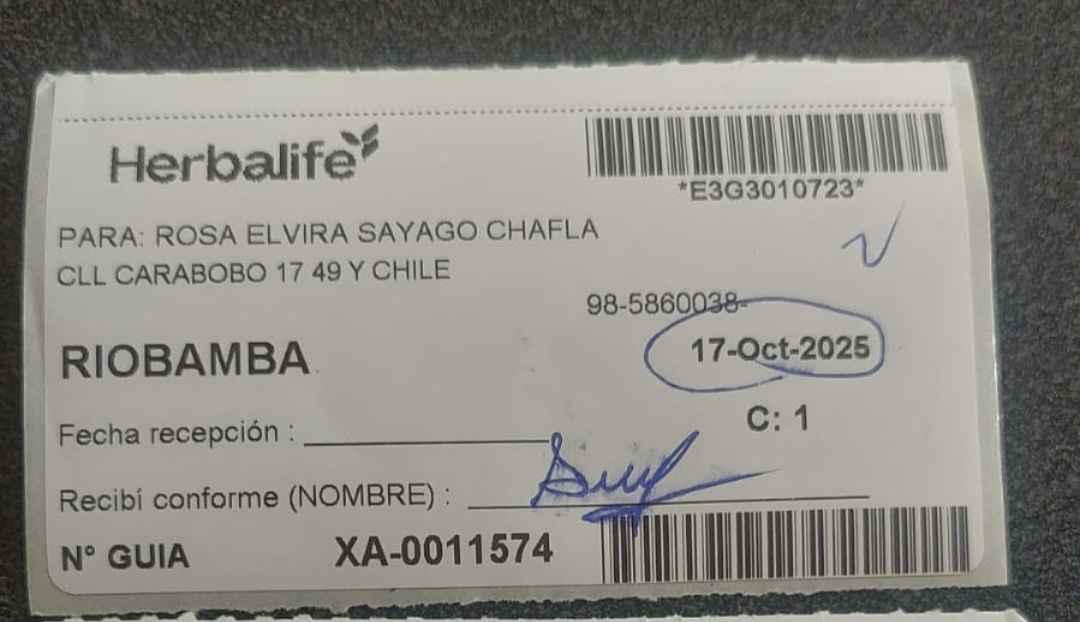 Herbalife
*E3G3010723*
PARA: ROSA ELVIRA SAYAGO CHAFLA
CLL CARABOBO 17 49 Y CHILE
98-5860038-
RIOBAMBA
17-Oct-2025
C: 1
Fecha recepción :
Recibí conforme (NOMBRE) :
Nº GUIA XA-0011574